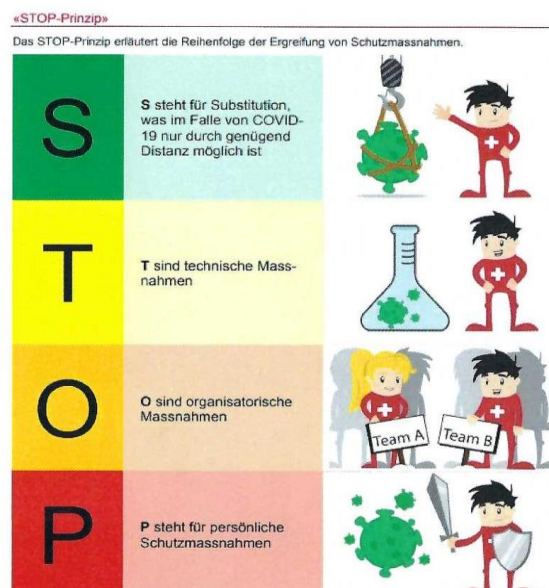 «STOP-Prinzip»
Das STOP-Prinzip erläutert die Reihenfolge der Ergreifung von Schutzmassnahmen.
S
S steht für Substitution,
was im Falle von COVID-
19 nur durch genügend
Distanz möglich ist
T
T sind technische Mass-
nahmen
O
O sind organisatorische
Massnahmen
Team A
Team B
P
P steht für persönliche
Schutzmassnahmen